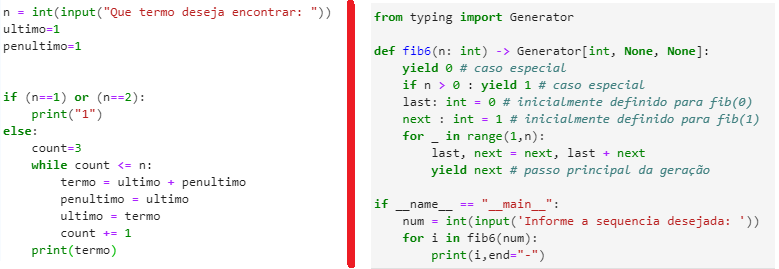 n = int(input("Que termo deseja encontrar: "))
ultimo=1
penultimo=1
if (n==1) or (n==2):
    print("1")
else:
    count=3
    while count <= n:
        termo = ultimo + penultimo
        penultimo = ultimo
        ultimo = termo
        count += 1
    print(termo)
from typing import Generator
def fib6(n: int) -> Generator[int, None, None]:
    yield 0 # caso especial
    if n > 0 : yield 1 # caso especial
    last: int = 0 # inicialmente definido para fib(0)
    next : int = 1 # inicialmente definido para fib(1)
    for _ in range(1,n):
        last, next = next, last + next
        yield next # passo principal da geração
if __name__ == "__main__":
    num = int(input('Informe a sequencia desejada: '))
    for i in fib6(num):
        print(i,end="-")